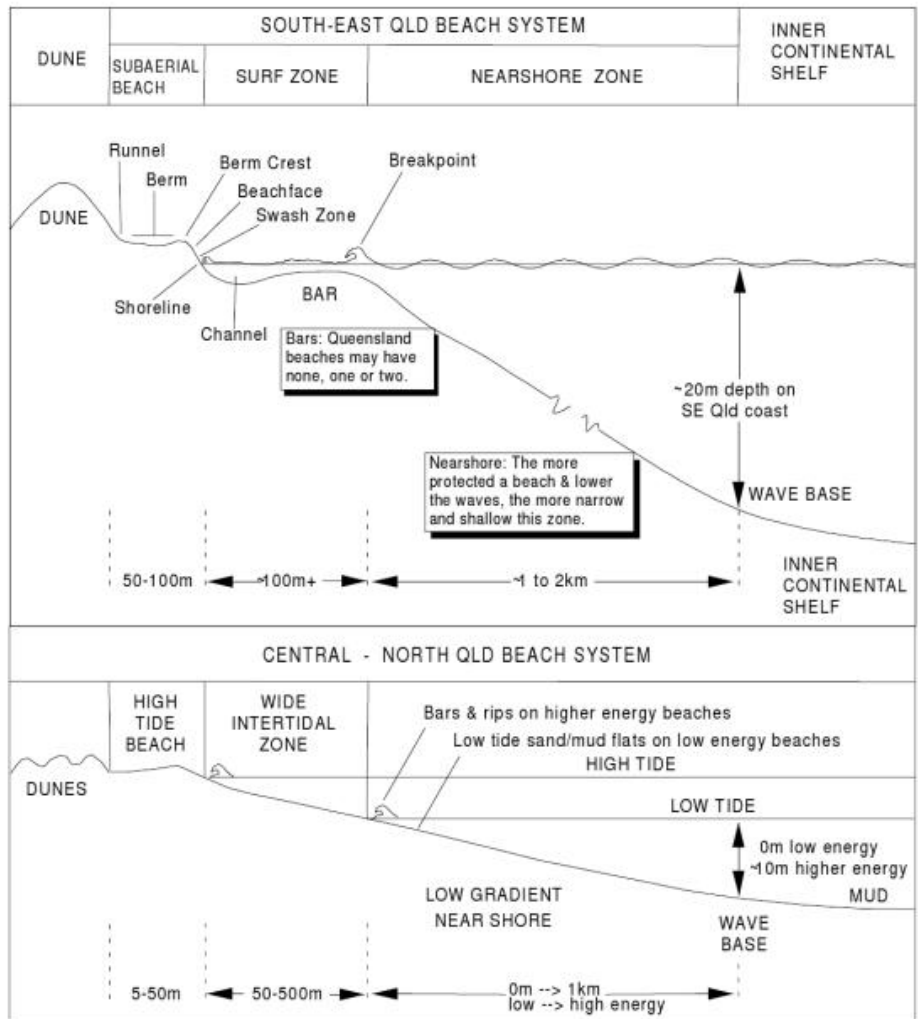 SOUTH-EAST QLD BEACH SYSTEM
DUNE
SUBAERIAL
BEACH
SURF ZONE
NEARSHORE ZONE
INNER
CONTINENTAL
SHELF
Runnel
Berm
Berm Crest
Beachface
Swash Zone
Breakpoint
DUNE
Shoreline
Channel
BAR
Bars: Queensland
beaches may have
none, one or two.
~20m depth on
SE Qld coast
Nearshore: The more
protected a beach & lower
the waves, the more narrow
and shallow this zone.
WAVE BASE
50-100m
~100m+
~1 to 2km
INNER
CONTINENTAL
SHELF
CENTRAL - NORTH QLD BEACH SYSTEM
HIGH
TIDE
BEACH
WIDE
INTERTIDAL
ZONE
Bars & rips on higher energy beaches
Low tide sand/mud flats on low energy beaches
HIGH TIDE
DUNES
LOW TIDE
0m low energy
~10m higher energy
LOW GRADIENT
NEAR SHORE
MUD
WAVE
BASE
5-50m
50-500m
0m --> 1km
low --> high energy